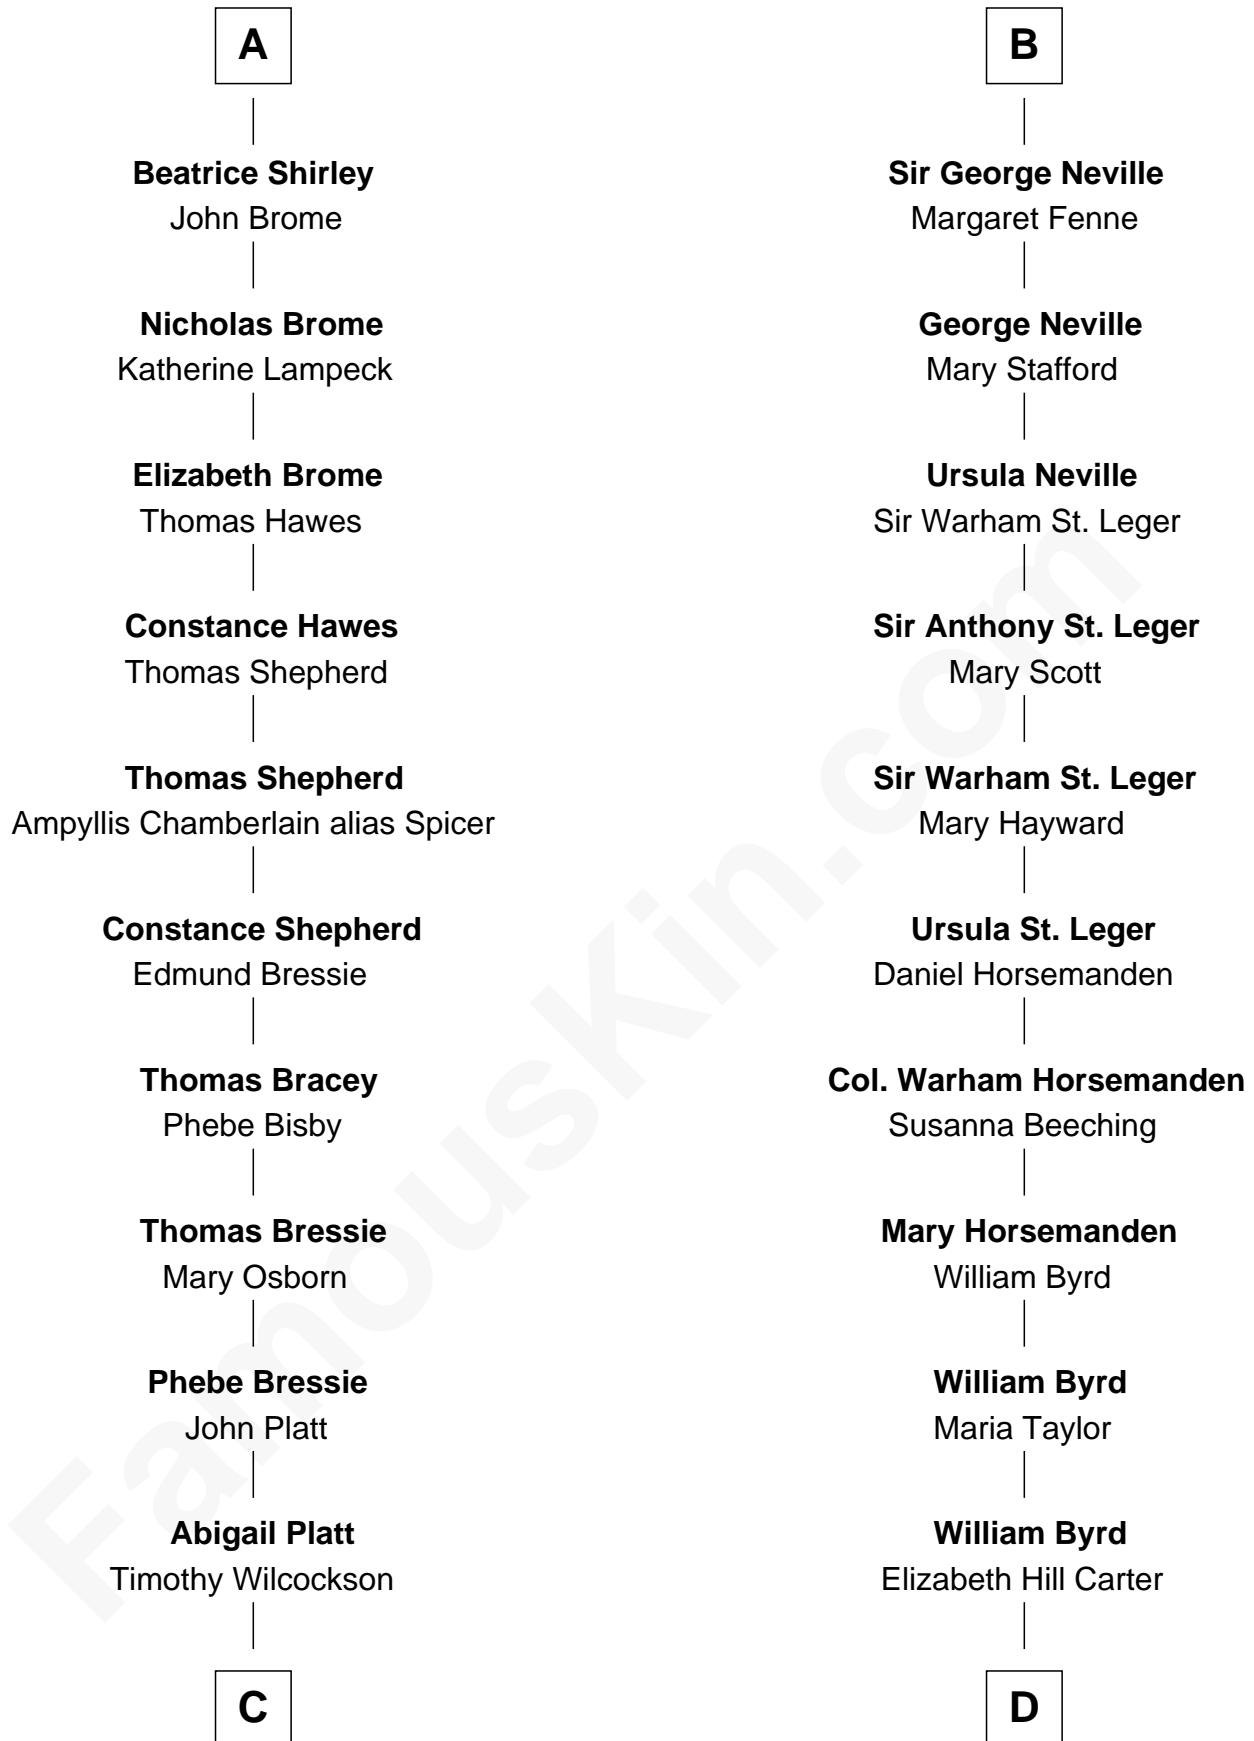 A
Beatrice Shirley
John Brome
Nicholas Brome
Katherine Lampeck
Elizabeth Brome
Thomas Hawes
Constance Hawes
Thomas Shepherd
Thomas Shepherd
Ampyllis Chamberlain alias Spicer
Constance Shepherd
Edmund Bressie
Thomas Bracey
Phebe Bisby
Thomas Bressie
Mary Osborn
Phebe Bressie
John Platt
Abigail Platt
Timothy Wilcockson
C
B
Sir George Neville
Margaret Fenne
George Neville
Mary Stafford
Ursula Neville
Sir Warham St. Leger
Sir Anthony St. Leger
Mary Scott
Sir Warham St. Leger
Mary Hayward
Ursula St. Leger
Daniel Horsemanden
Col. Warham Horsemanden
Susanna Beeching
Mary Horsemanden
William Byrd
William Byrd
Maria Taylor
William Byrd
Elizabeth Hill Carter
D
FamousKin.com